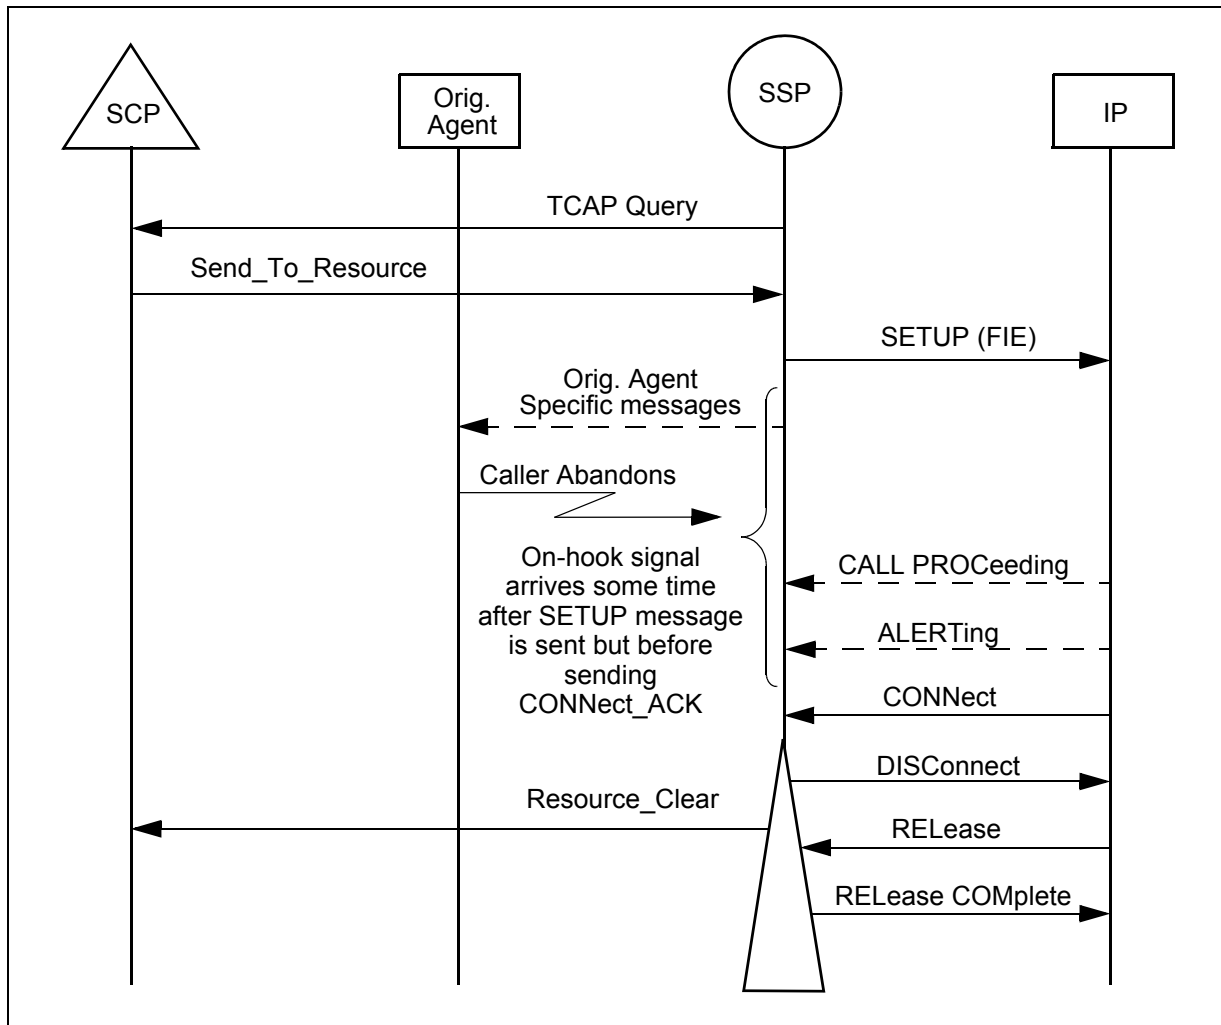 SCP
Orig.
Agent
SSP
IP
TCAP Query
Send_To_Resource
SETUP (FIE)
Orig. Agent
Specific messages
Caller Abandons
On-hook signal
arrives some time
after SETUP message
is sent but before
sending
CONNect_ACK
CALL PROCeeding
ALERTing
CONNect
DISConnect
Resource_Clear
RELease
RELease COMplete